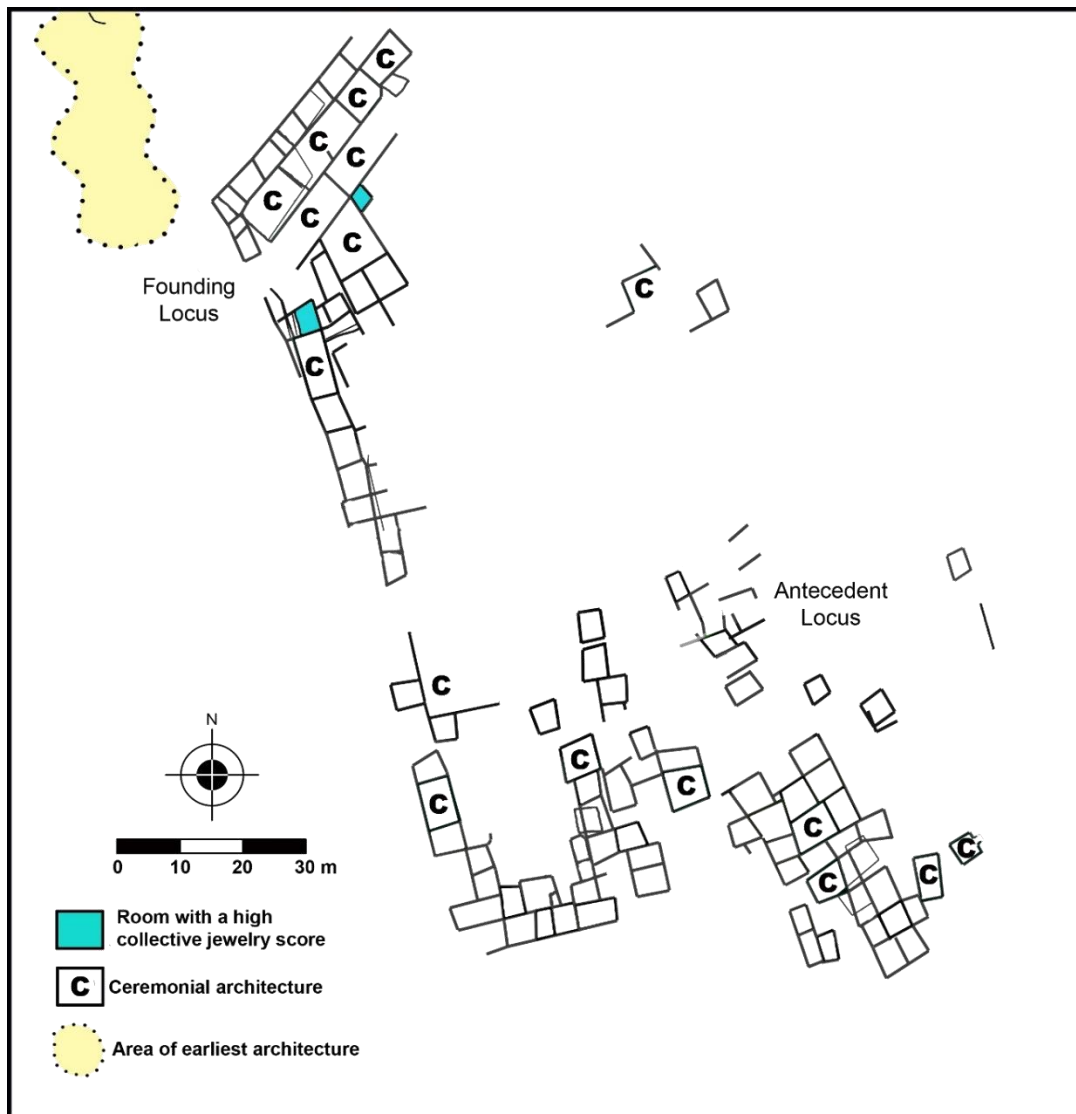 C
C
C
C
C
C
C
Founding
Locus
C
C
Antecedent
Locus
C
C
C
C
C
C
C
C
N
0 10 20 30 m
Room with a high
collective jewelry score
C Ceremonial architecture
Area of earliest architecture